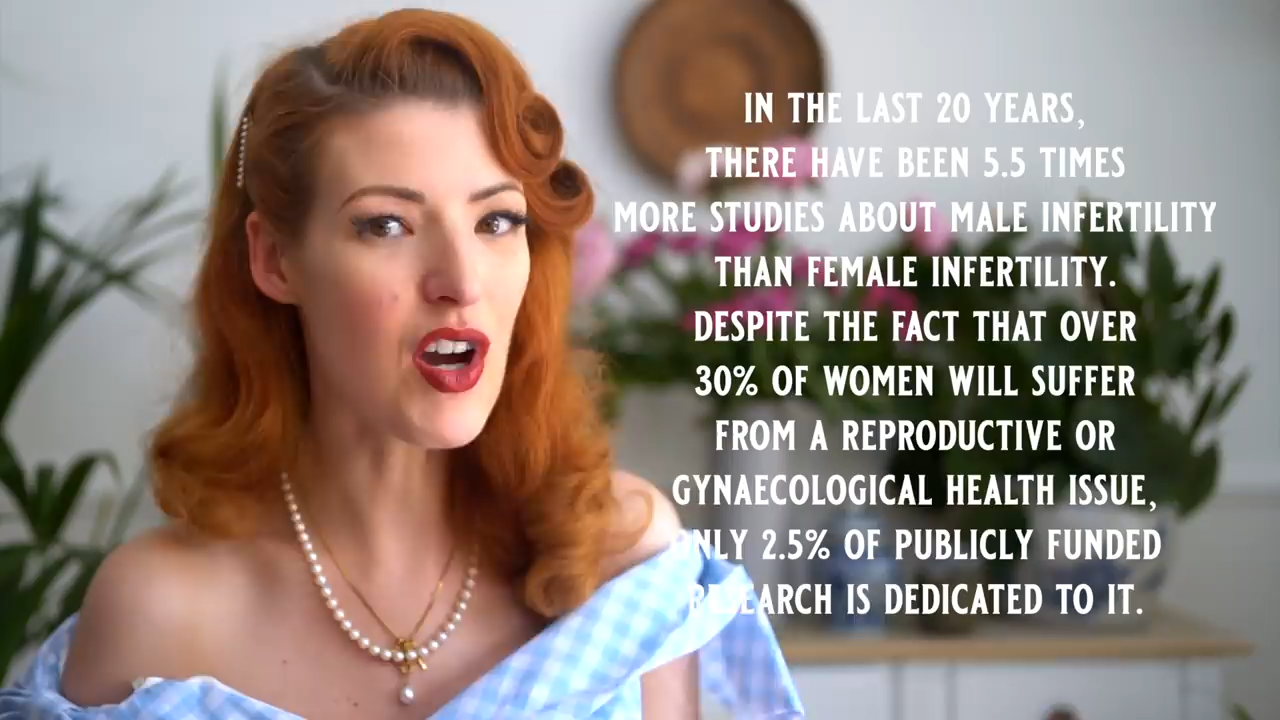 IN THE LAST 20 YEARS,
THERE HAVE BEEN 5.5 TIMES
MORE STUDIES ABOUT MALE INFERTILITY
THAN FEMALE INFERTILITY.
DESPITE THE FACT THAT OVER
30% OF WOMEN WILL SUFFER
FROM A REPRODUCTIVE OR
GYNAECOLOGICAL HEALTH ISSUE,
ONLY 2.5% OF PUBLICLY FUNDED
RESEARCH IS DEDICATED TO IT.